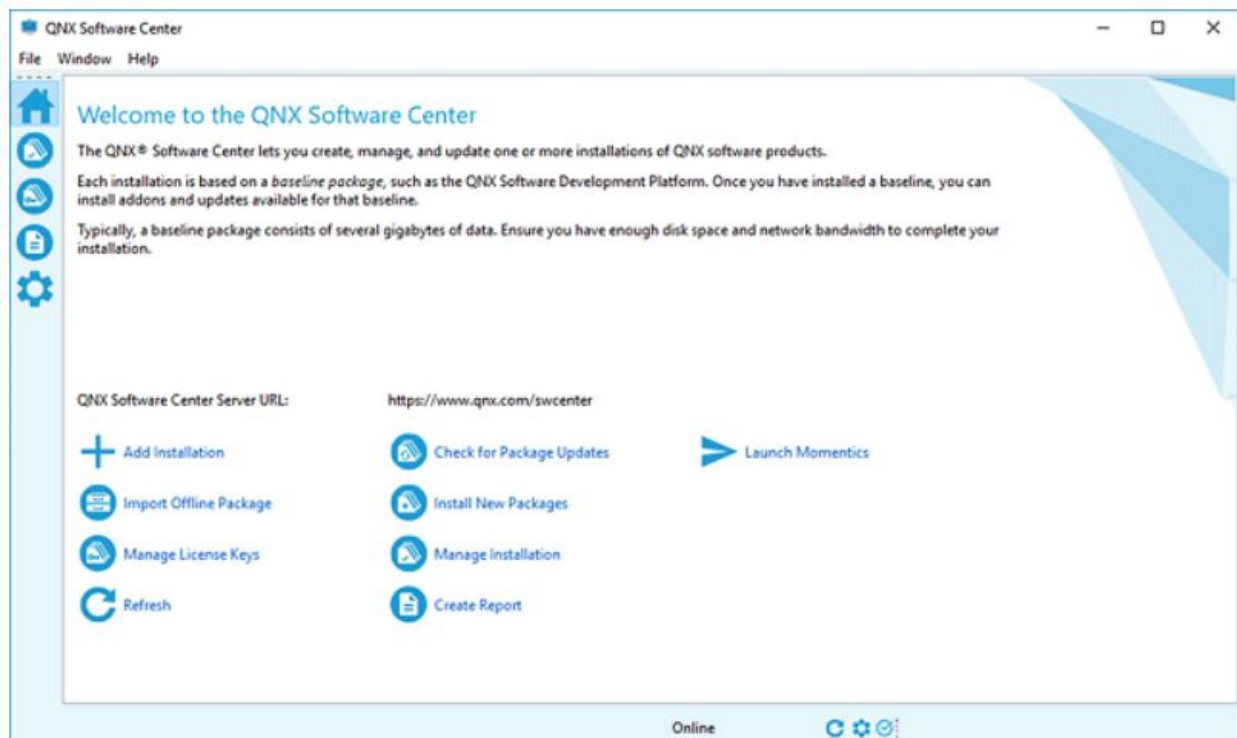 QNX Software Center
File Window Help
Welcome to the QNX Software Center
The QNX® Software Center lets you create, manage, and update one or more installations of QNX software products.
Each installation is based on a baseline package, such as the QNX Software Development Platform. Once you have installed a baseline, you can
install addons and updates available for that baseline.
Typically, a baseline package consists of several gigabytes of data. Ensure you have enough disk space and network bandwidth to complete your
installation.
QNX Software Center Server URL: https://www.qnx.com/swcenter
Add Installation Check for Package Updates Launch Momentics
Import Offline Package Install New Packages
Manage License Keys Manage Installation
Refresh Create Report
Online